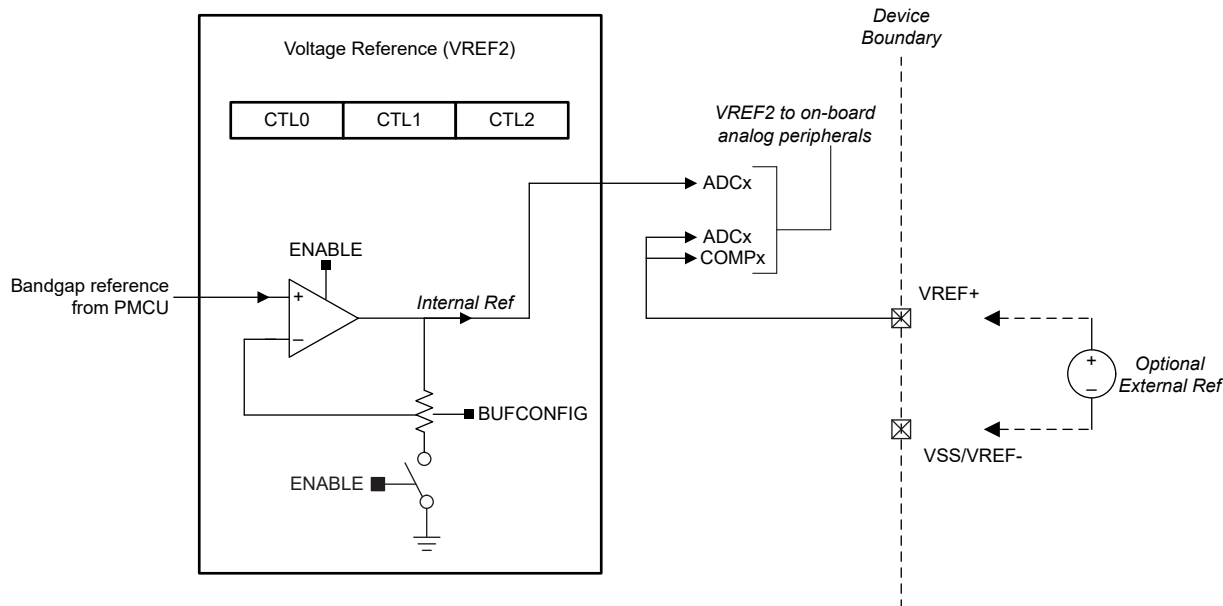 Device
Boundary
Voltage Reference (VREF2)
CTL0 CTL1 CTL2
VREF2 to on-board
analog peripherals
ADCx
ADCx
COMPx
ENABLE
Bandgap reference
from PMCU
+
−
Internal Ref
VREF+
+
−
Optional
External Ref
BUFCONFIG
VSS/VREF-
ENABLE